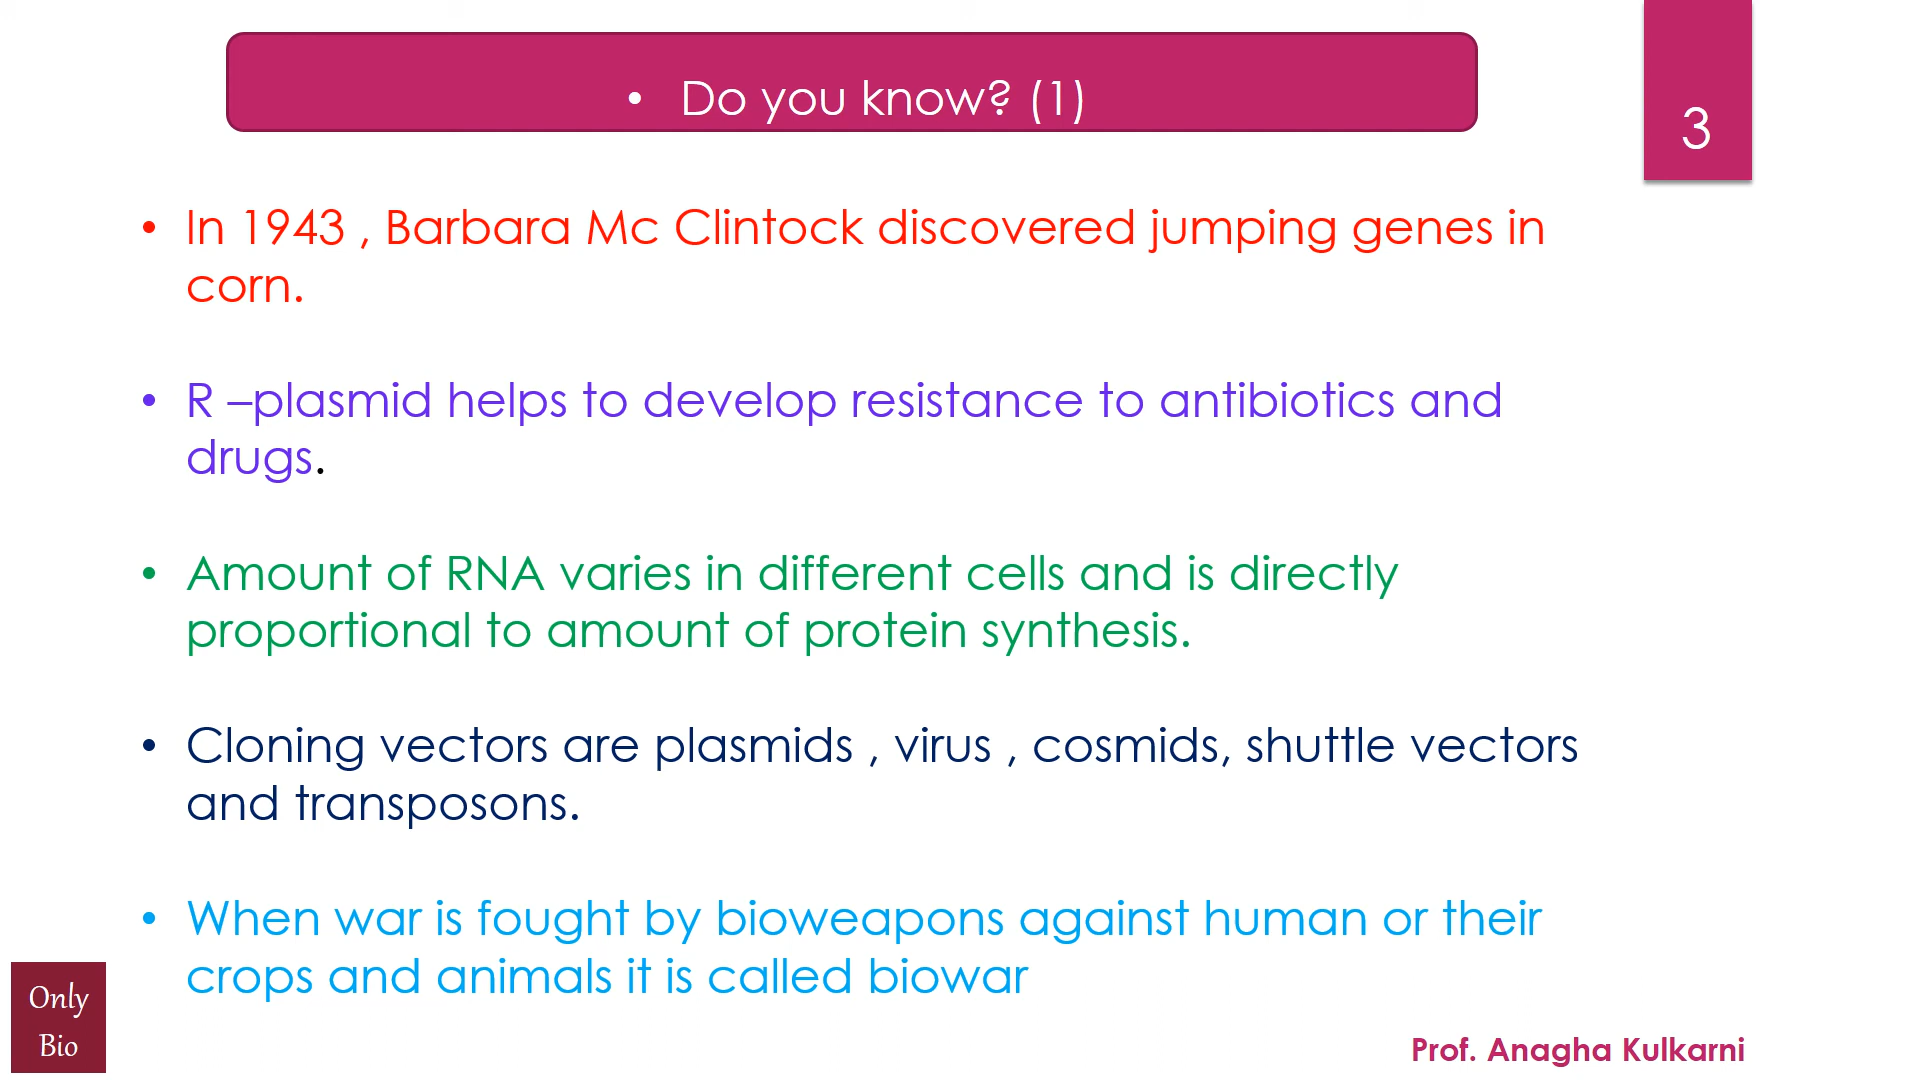 • Do you know? (1)
3
• In 1943 , Barbara Mc Clintock discovered jumping genes in
corn.
• R –plasmid helps to develop resistance to antibiotics and
drugs.
• Amount of RNA varies in different cells and is directly
proportional to amount of protein synthesis.
• Cloning vectors are plasmids , virus , cosmids, shuttle vectors
and transposons.
• When war is fought by bioweapons against human or their
crops and animals it is called biowar
Only
Bio
Prof. Anagha Kulkarni